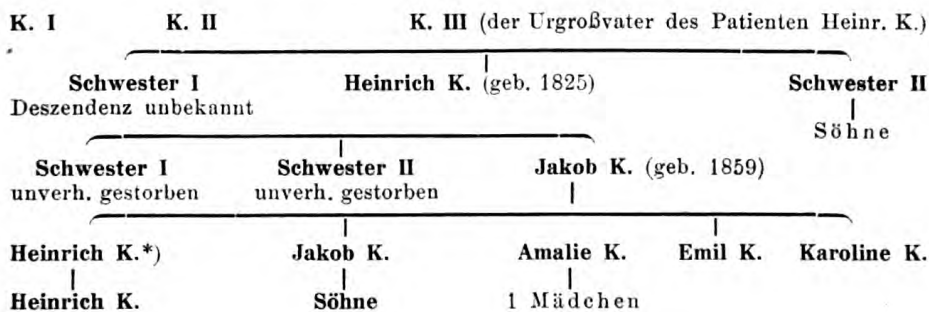 K. I K. II K. III (der Urgroßvater des Patienten Heinr. K.)
Schwester I Heinrich K. (geb. 1825) Schwester II
Deszendenz unbekannt
Söhne
Schwester I Schwester II Jakob K. (geb. 1859)
unverh. gestorben unverh. gestorben
Heinrich K.*) Jakob K. Amalie K. Emil K. Karoline K.
Heinrich K. Söhne 1 Mädchen